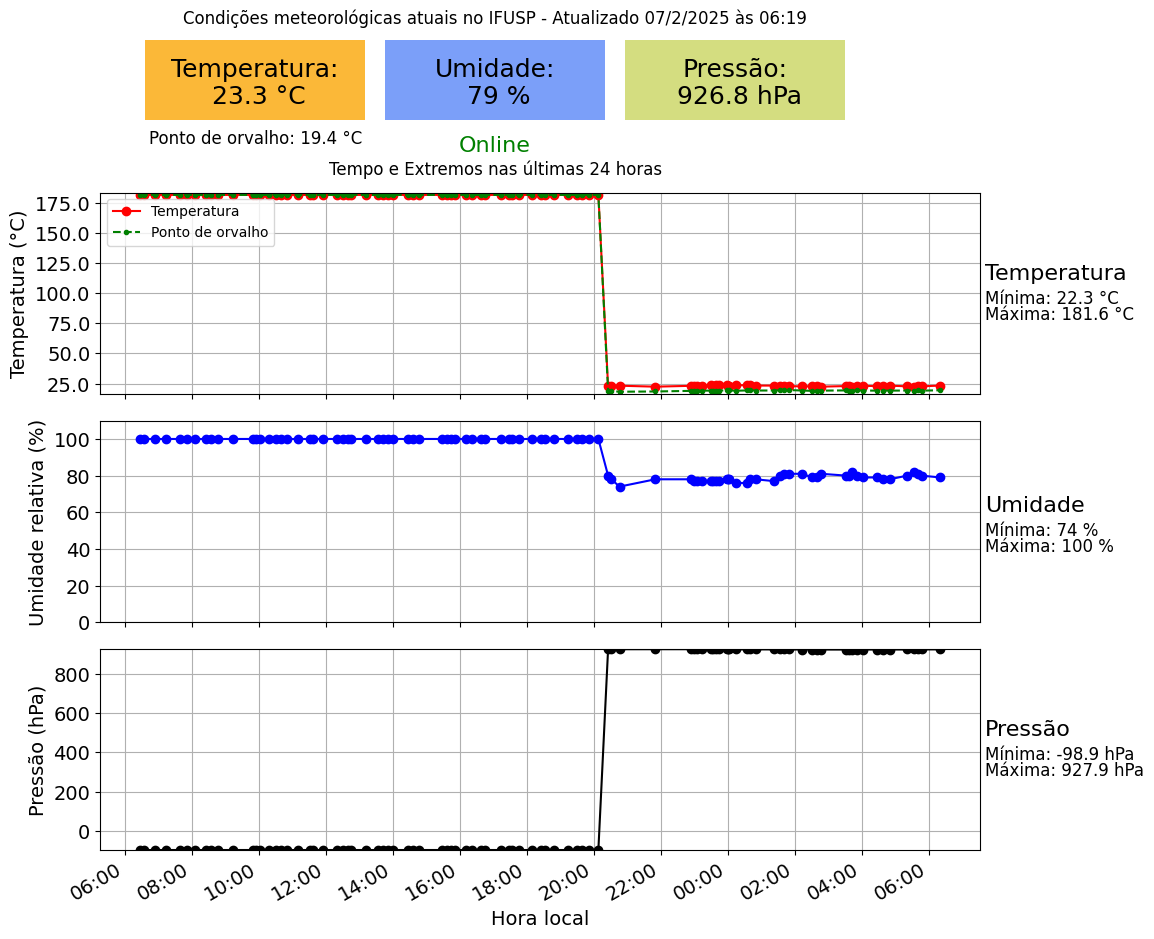 Condições meteorológicas atuais no IFUSP - Atualizado 07/2/2025 às 06:19
Temperatura:
23.3 °C
Umidade:
79 %
Pressão:
926.8 hPa
Ponto de orvalho: 19.4 °C
Online
Tempo e Extremos nas últimas 24 horas
Temperatura (°C)
175.0
150.0
125.0
100.0
75.0
50.0
25.0
Temperatura
Ponto de orvalho
Temperatura
Mínima: 22.3 °C
Máxima: 181.6 °C
Umidade relativa (%)
100
80
60
40
20
0
Umidade
Mínima: 74 %
Máxima: 100 %
Pressão (hPa)
800
600
400
200
0
Pressão
Mínima: -98.9 hPa
Máxima: 927.9 hPa
06:00
08:00
10:00
12:00
14:00
16:00
18:00
20:00
22:00
00:00
02:00
04:00
06:00
Hora local